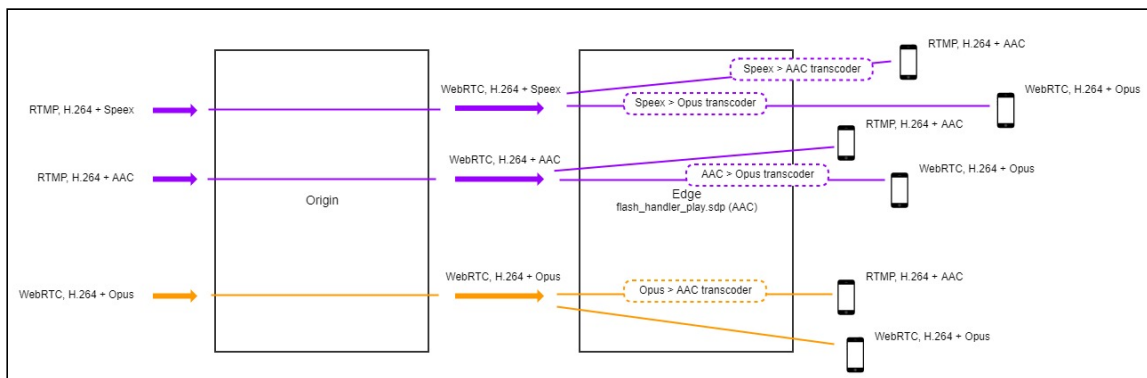 RTMP, H.264 + AAC
Speex > AAC transcoder
WebRTC, H.264 + Speex
WebRTC, H.264 + Opus
RTMP, H.264 + Speex
Speex > Opus transcoder
RTMP, H.264 + AAC
WebRTC, H.264 + AAC
WebRTC, H.264 + Opus
RTMP, H.264 + AAC
AAC > Opus transcoder
Origin
Edge
flash_handler_play.sdp (AAC)
WebRTC, H.264 + Opus
RTMP, H.264 + AAC
WebRTC, H.264 + Opus
Opus > AAC transcoder
WebRTC, H.264 + Opus